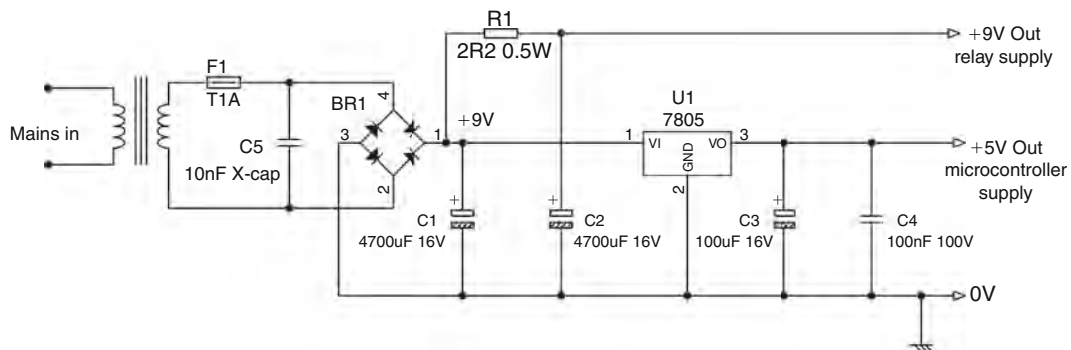 R1
2R2 0.5W
+9V Out
relay supply
F1
T1A
4
BR1
3
1
2
+9V
U1
7805
1
VI
VO
3
GND
2
Mains in
C5
10nF X-cap
+5V Out
microcontroller
supply
+
C1
4700uF 16V
+
C2
4700uF 16V
+
C3
100uF 16V
C4
100nF 100V
0V